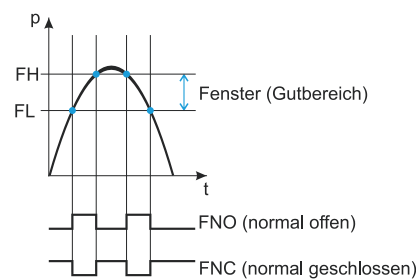 p
FH
Fenster (Gutbereich)
FL
t
FNO (normal offen)
FNC (normal geschlossen)